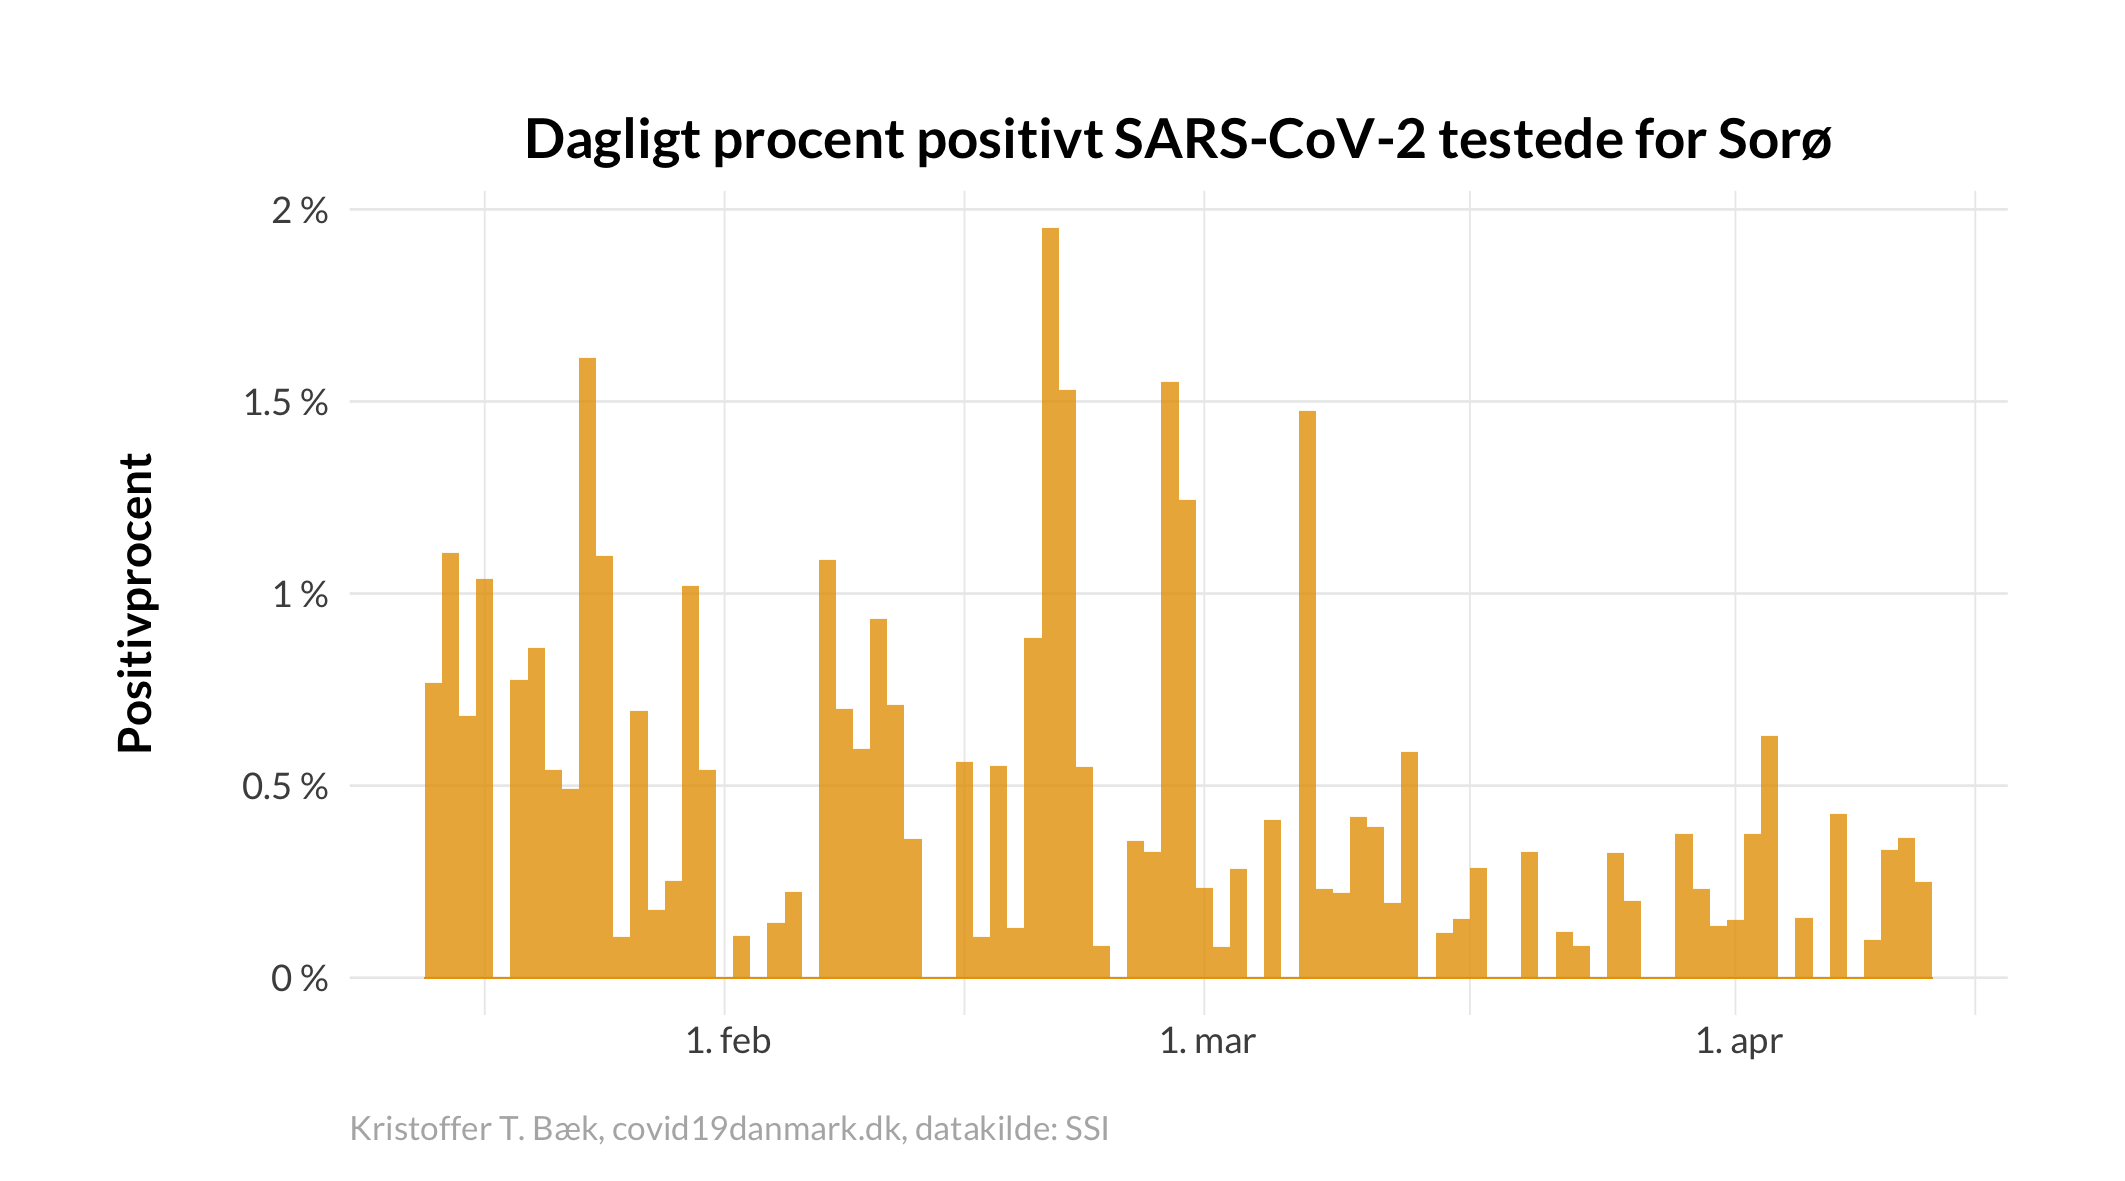 Dagligt procent positivt SARS-CoV-2 testede for Sorø
2 %
1.5 %
1 %
0.5 %
0 %
Positivprocent
1. feb
1. mar
1. apr
Kristoffer T. Bæk, covid19danmark.dk, datakilde: SSI